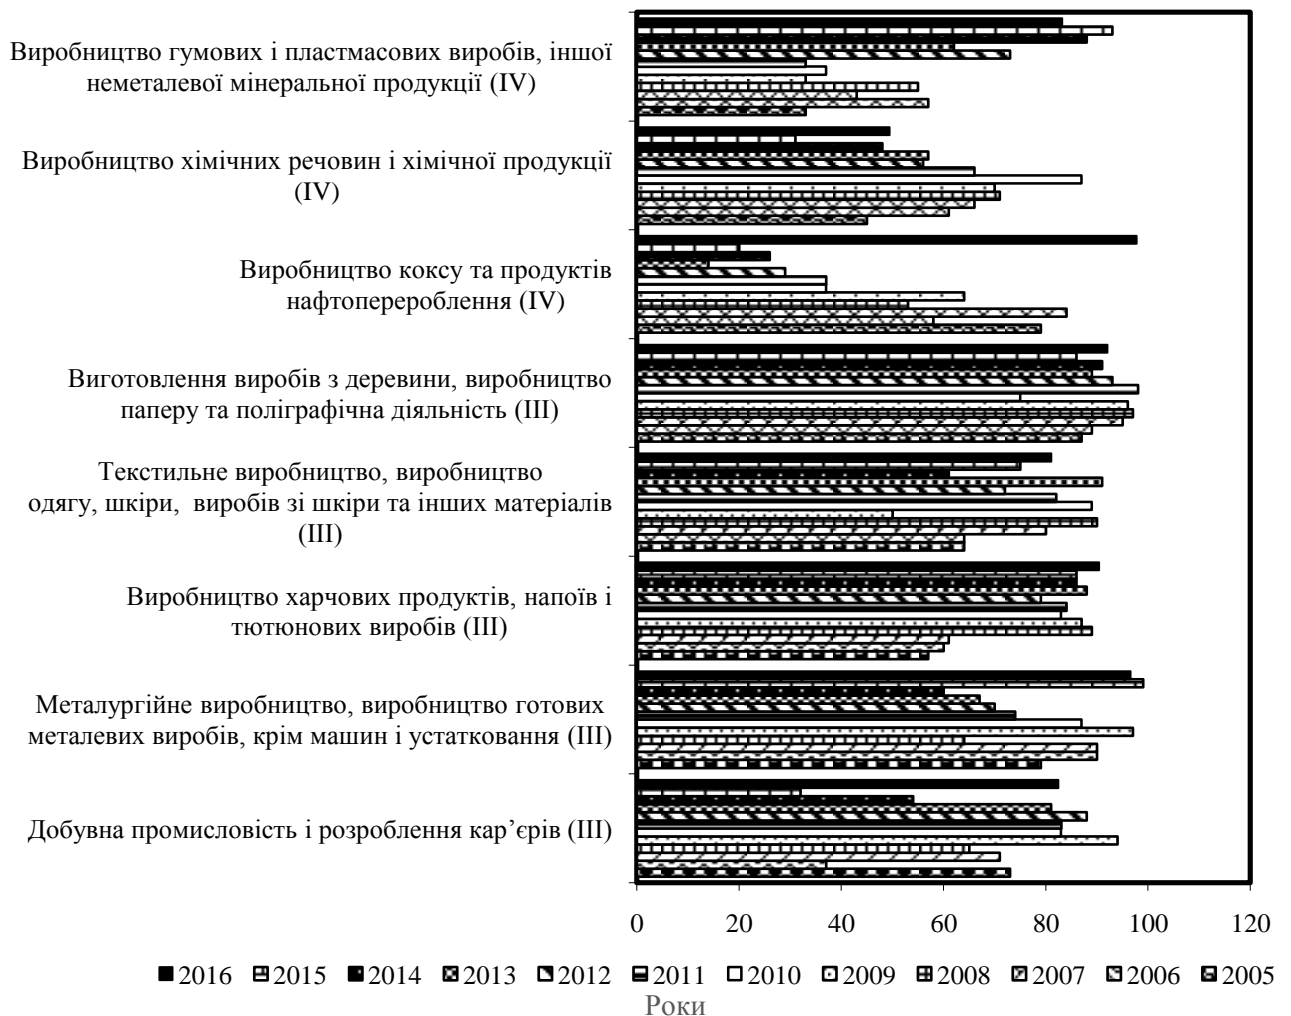 Виробництво гумових і пластмасових виробів, іншої
неметалевої мінеральної продукції (IV)
Виробництво хімічних речовин і хімічної продукції
(IV)
Виробництво коксу та продуктів
нафтоперероблення (IV)
Виготовлення виробів з деревини, виробництво
паперу та поліграфічна діяльність (III)
Текстильне виробництво, виробництво
одягу, шкіри, виробів зі шкіри та інших матеріалів
(III)
Виробництво харчових продуктів, напоїв і
тютюнових виробів (III)
Металургійне виробництво, виробництво готових
металевих виробів, крім машин і устатковання (III)
Добувна промисловість і розроблення кар’єрів (III)
0 20 40 60 80 100 120
2016 2015 2014 2013 2012 2011 2010 2009 2008 2007 2006 2005
Роки